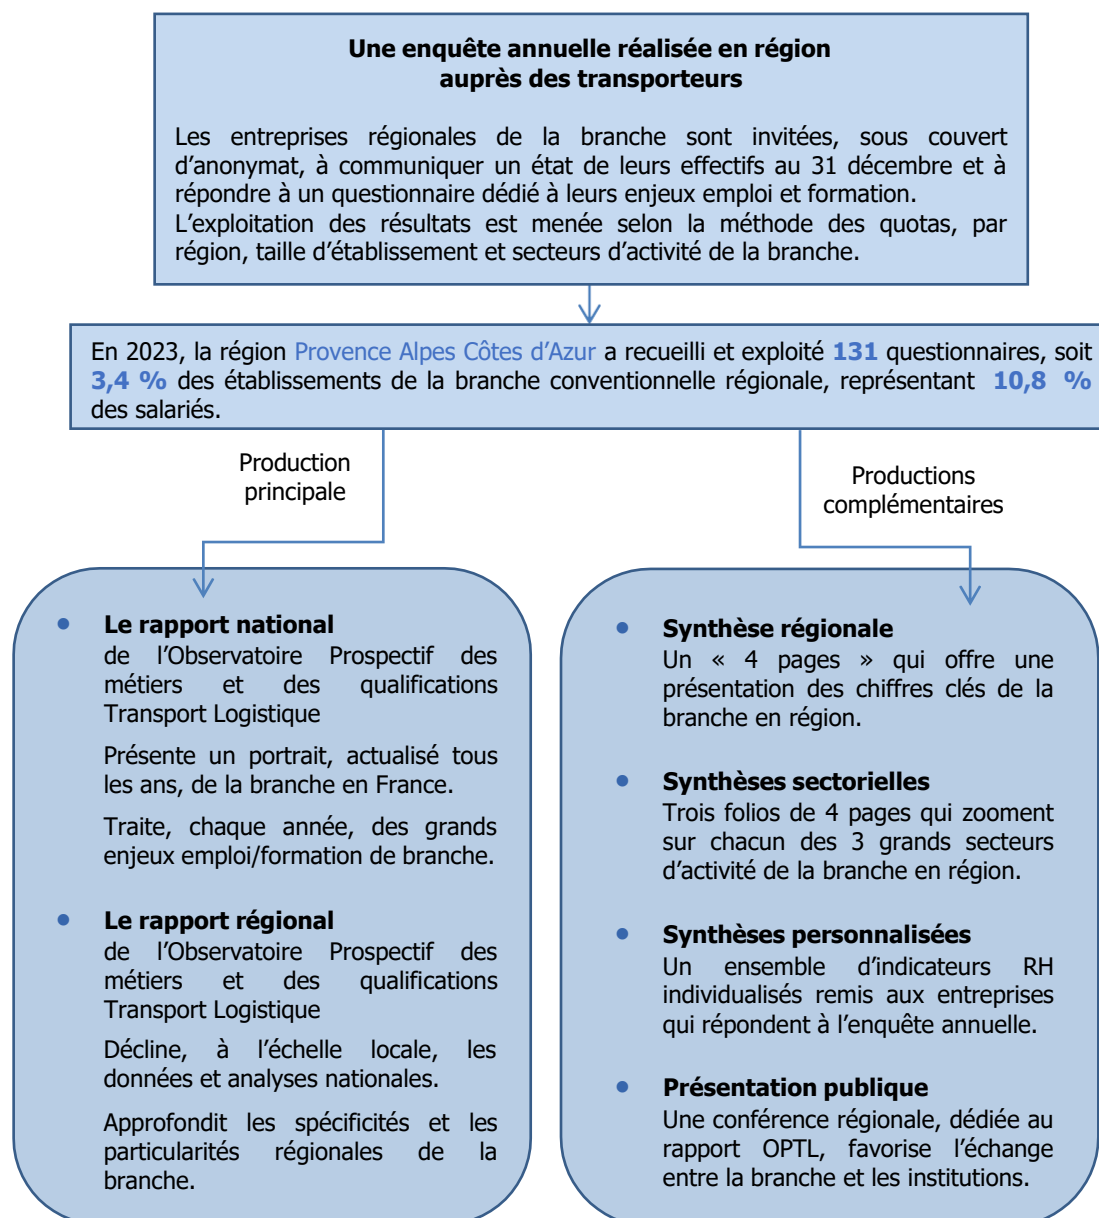 Une enquête annuelle réalisée en région
auprès des transporteurs
Les entreprises régionales de la branche sont invitées, sous couvert
d’anonymat, à communiquer un état de leurs effectifs au 31 décembre et à
répondre à un questionnaire dédié à leurs enjeux emploi et formation.
L’exploitation des résultats est menée selon la méthode des quotas, par
région, taille d’établissement et secteurs d’activité de la branche.
En 2023, la région Provence Alpes Côtes d’Azur a recueilli et exploité 131 questionnaires, soit
3,4 % des établissements de la branche conventionnelle régionale, représentant 10,8 %
des salariés.
Production
principale
Productions
complémentaires
• Le rapport national
de l’Observatoire Prospectif des
métiers et des qualifications
Transport Logistique
Présente un portrait, actualisé tous
les ans, de la branche en France.
Traite, chaque année, des grands
enjeux emploi/formation de branche.
• Le rapport régional
de l’Observatoire Prospectif des
métiers et des qualifications
Transport Logistique
Décline, à l’échelle locale, les
données et analyses nationales.
Approfondit les spécificités et les
particularités régionales de la
branche.
• Synthèse régionale
Un « 4 pages » qui offre une
présentation des chiffres clés de la
branche en région.
• Synthèses sectorielles
Trois folios de 4 pages qui zooment
sur chacun des 3 grands secteurs
d’activité de la branche en région.
• Synthèses personnalisées
Un ensemble d’indicateurs RH
individualisés remis aux entreprises
qui répondent à l’enquête annuelle.
• Présentation publique
Une conférence régionale, dédiée au
rapport OPTL, favorise l’échange
entre la branche et les institutions.